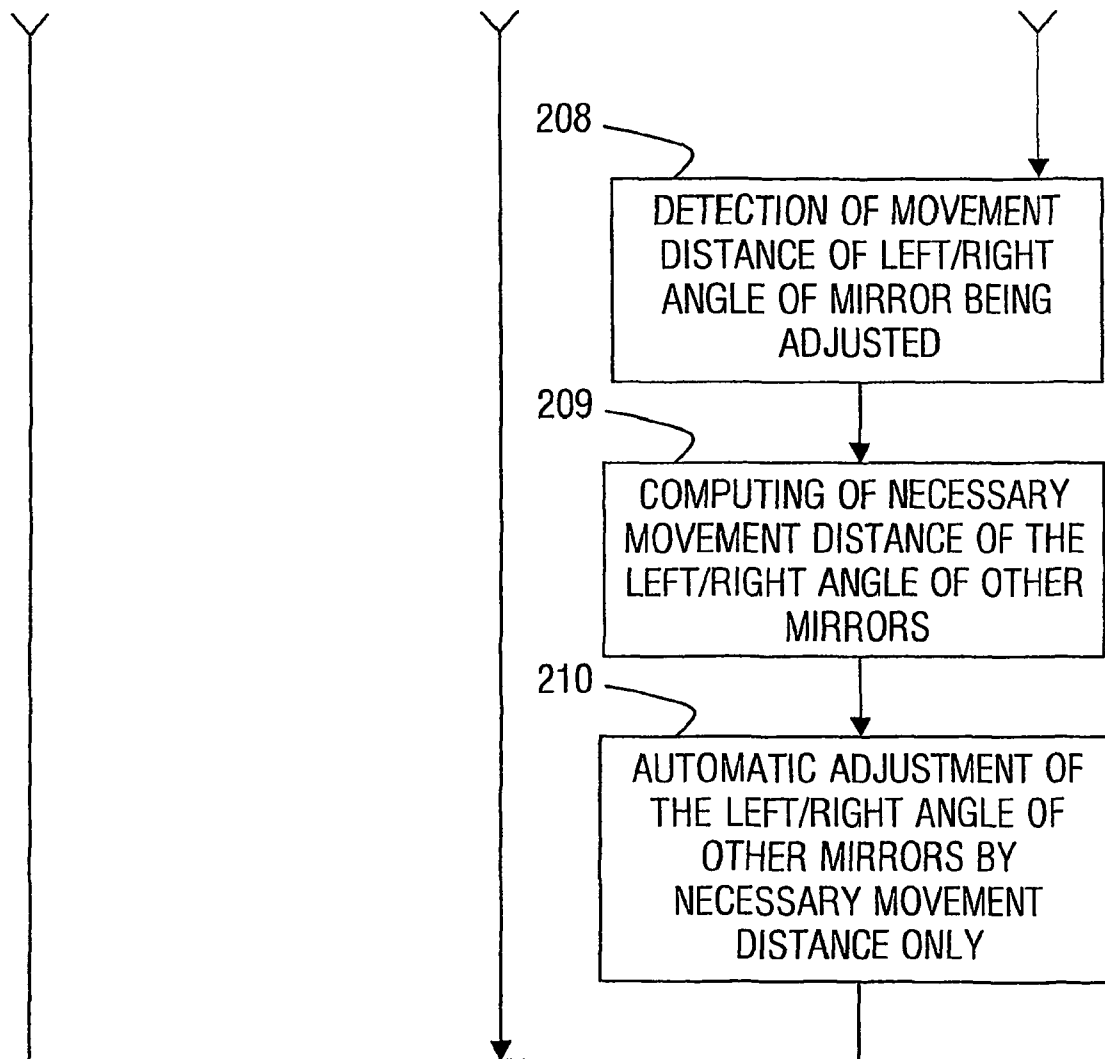 208
DETECTION OF MOVEMENT
DISTANCE OF LEFT/RIGHT
ANGLE OF MIRROR BEING
ADJUSTED
209
COMPUTING OF NECESSARY
MOVEMENT DISTANCE OF THE
LEFT/RIGHT ANGLE OF OTHER
MIRRORS
210
AUTOMATIC ADJUSTMENT OF
THE LEFT/RIGHT ANGLE OF
OTHER MIRRORS BY
NECESSARY MOVEMENT
DISTANCE ONLY